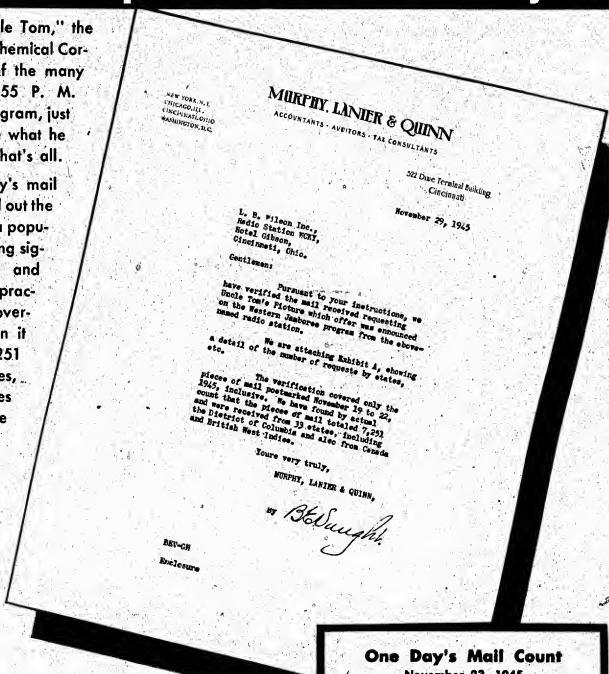 le Tom," the
hemical Cor-
f the many
55 P. M.
gram, just
what he
hat's all.
y's mail
out the
popu-
ng sig-
and
prac-
over-
n it
251
es,
es
e
NEW YORK, N.Y.
CHICAGO, ILL.
CINCINNATI, OHIO
WASHINGTON, D.C.
MURPHY, LANIER & QUINN
ACCOUNTANTS · AUDITORS · TAX CONSULTANTS
522 Dixie Terminal Building
Cincinnati
November 29, 1945
L. B. Wilson Inc.,
Radio Station WCKY,
Hotel Gibson,
Cincinnati, Ohio.
Gentlemen:
Pursuant to your instructions, we
have verified the mail received requesting
Uncle Tom's Picture which offer was announced
on the Western Jamboree program from the above-
named radio station.
We are attaching Exhibit A, showing
a detail of the number of requests by states,
etc.
The verification covered only the
pieces of mail postmarked November 19 to 22,
1945, inclusive. We have found by actual
count that the pieces of mail totaled 7,251
and were received from 33 states, including
the District of Columbia and also from Canada
and British West Indies.
Yours very truly,
MURPHY, LANIER & QUINN,
BY
BEV-GM
Enclosure
One Day's Mail Count
November 23, 1945